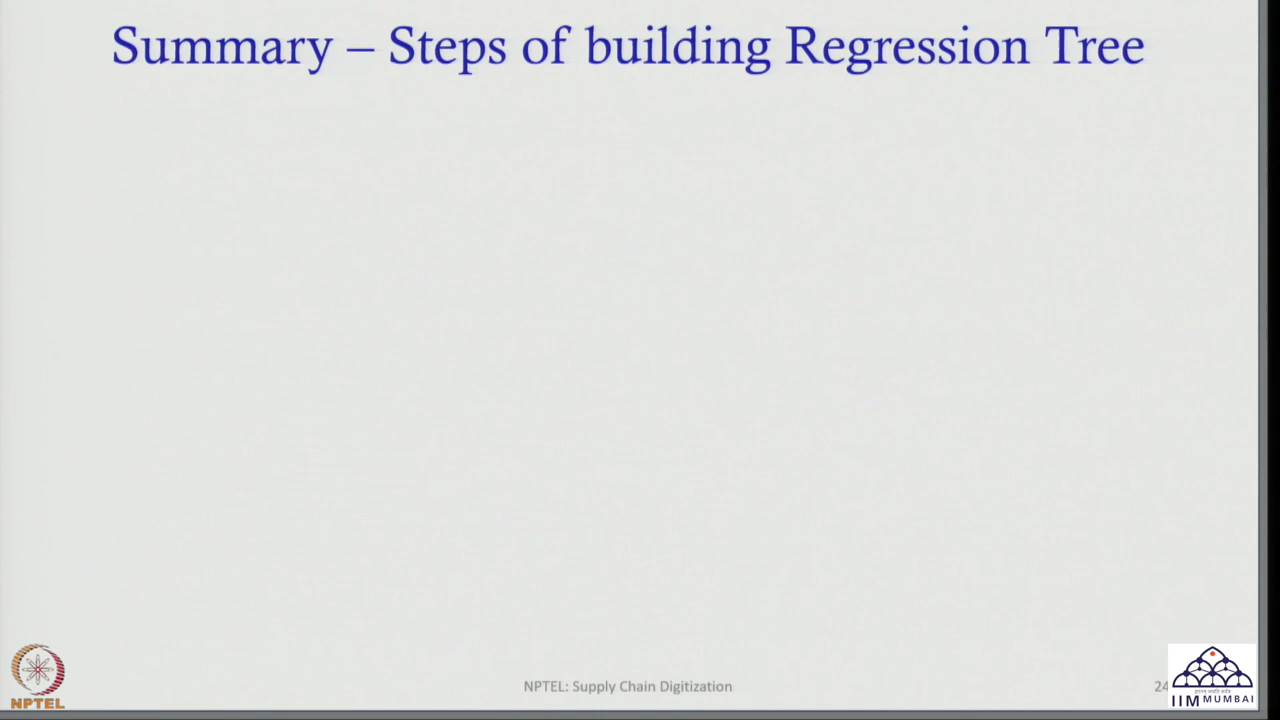 Summary – Steps of building Regression Tree
NPTEL
NPTEL: Supply Chain Digitization
24
IIM MUMBAI